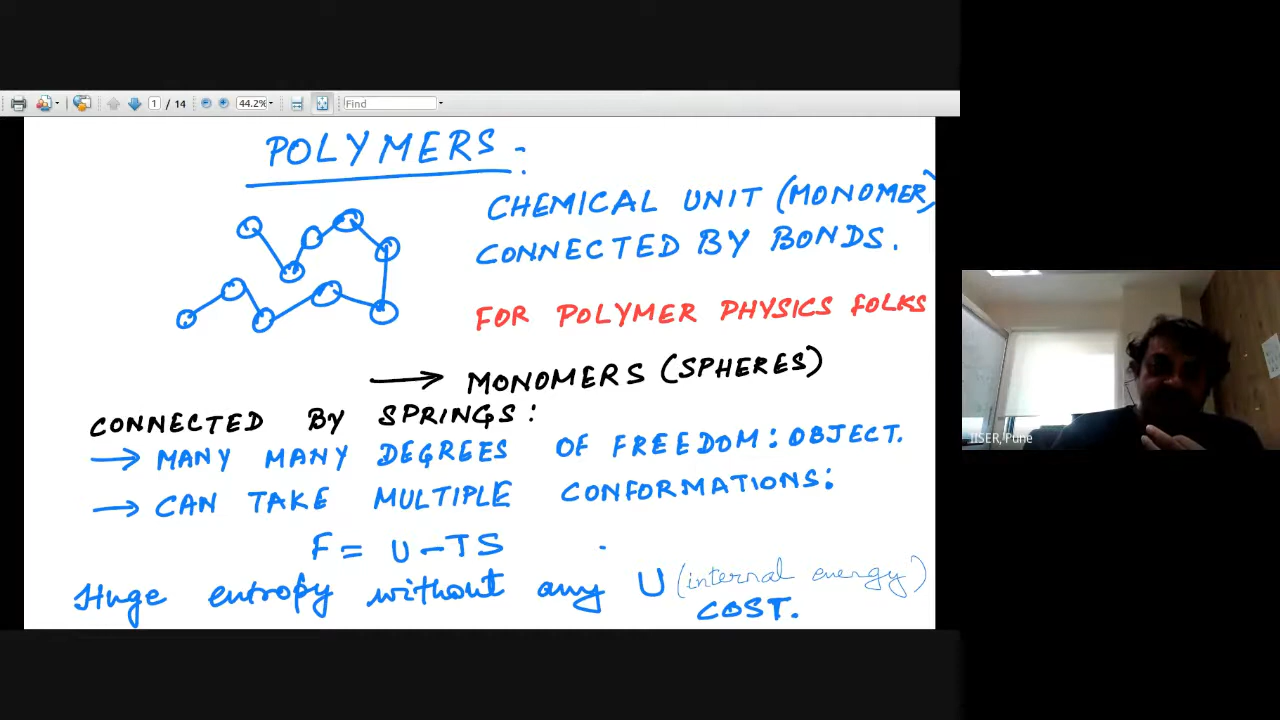 1 / 14 44.2% Find
POLYMERS :
CHEMICAL UNIT (MONOMER)
CONNECTED BY BONDS.
FOR POLYMER PHYSICS FOLKS
→ MONOMERS (SPHERES)
CONNECTED BY SPRINGS :
→ MANY MANY DEGREES OF FREEDOM : OBJECT.
→ CAN TAKE MULTIPLE CONFORMATIONS :
F = U - TS
Huge entropy without any U (internal energy)
COST.
IISER, Pune